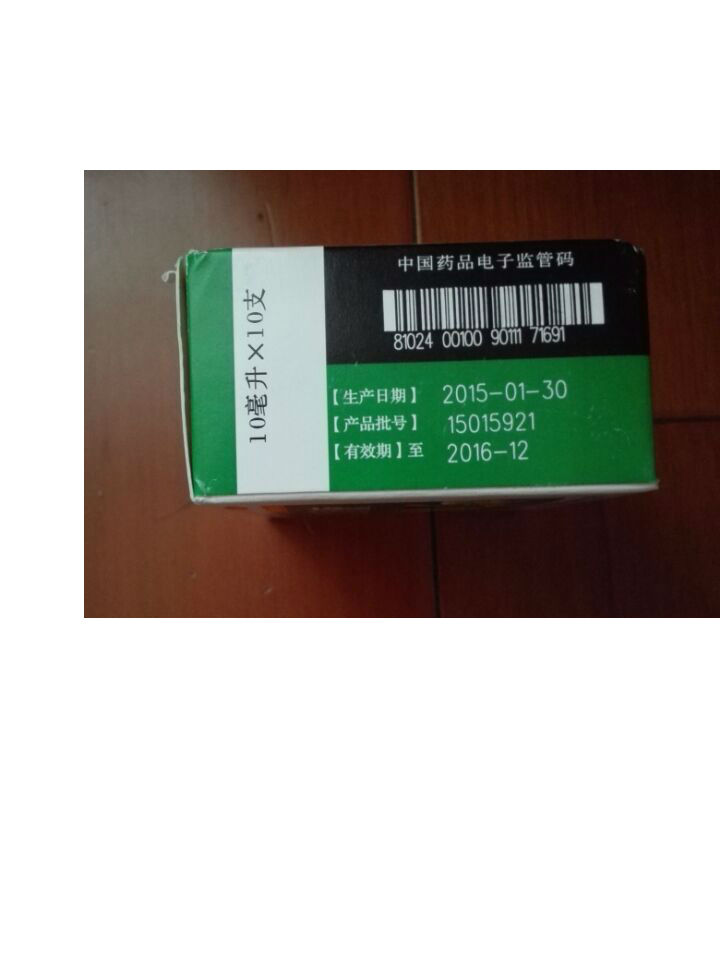 10毫升×10支
中国药品电子监管码
81024 00100 90111 71691
【生产日期】 2015-01-30
【产品批号】 15015921
【有效期】至 2016-12